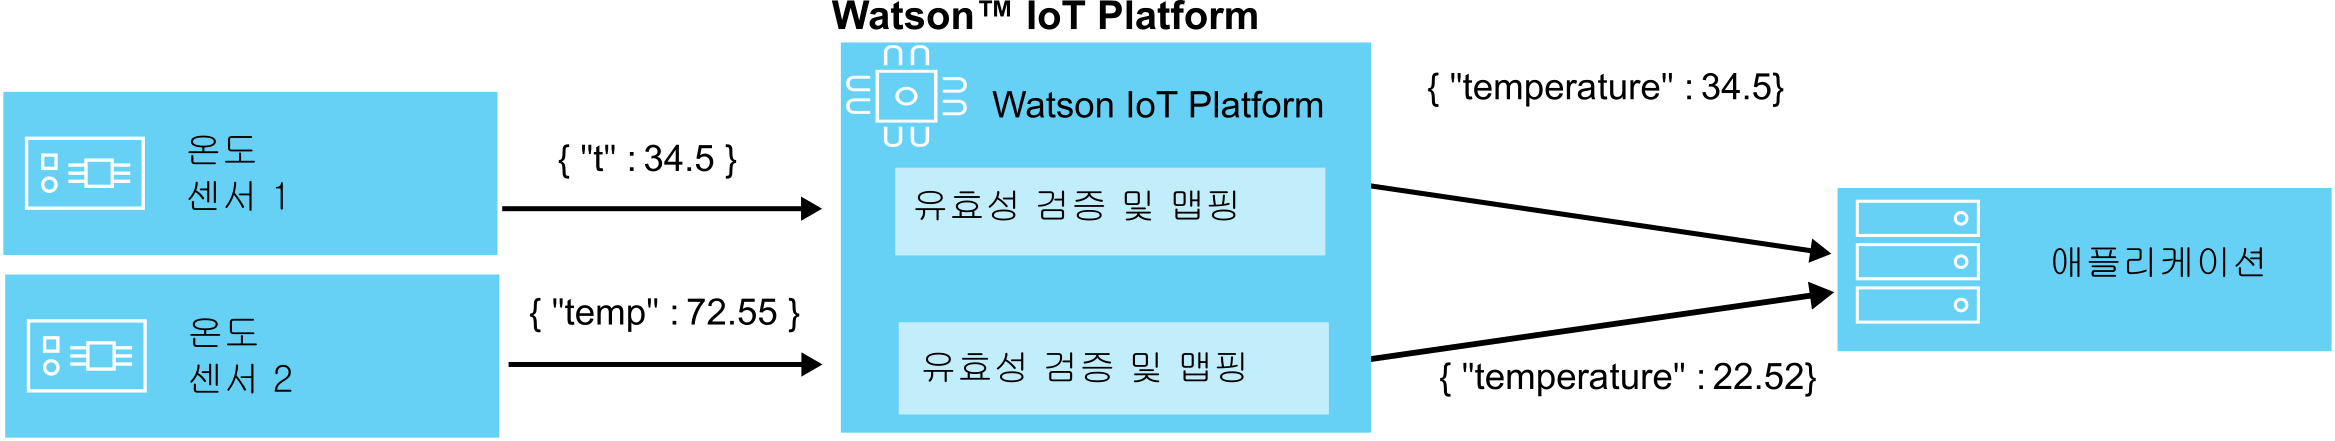 Watson™ IoT Platform
온도
센서 1
{ "t" : 34.5 }
Watson IoT Platform
유효성 검증 및 맵핑
{ "temperature" : 34.5}
온도
센서 2
{ "temp" : 72.55 }
유효성 검증 및 맵핑
{ "temperature" : 22.52}
애플리케이션